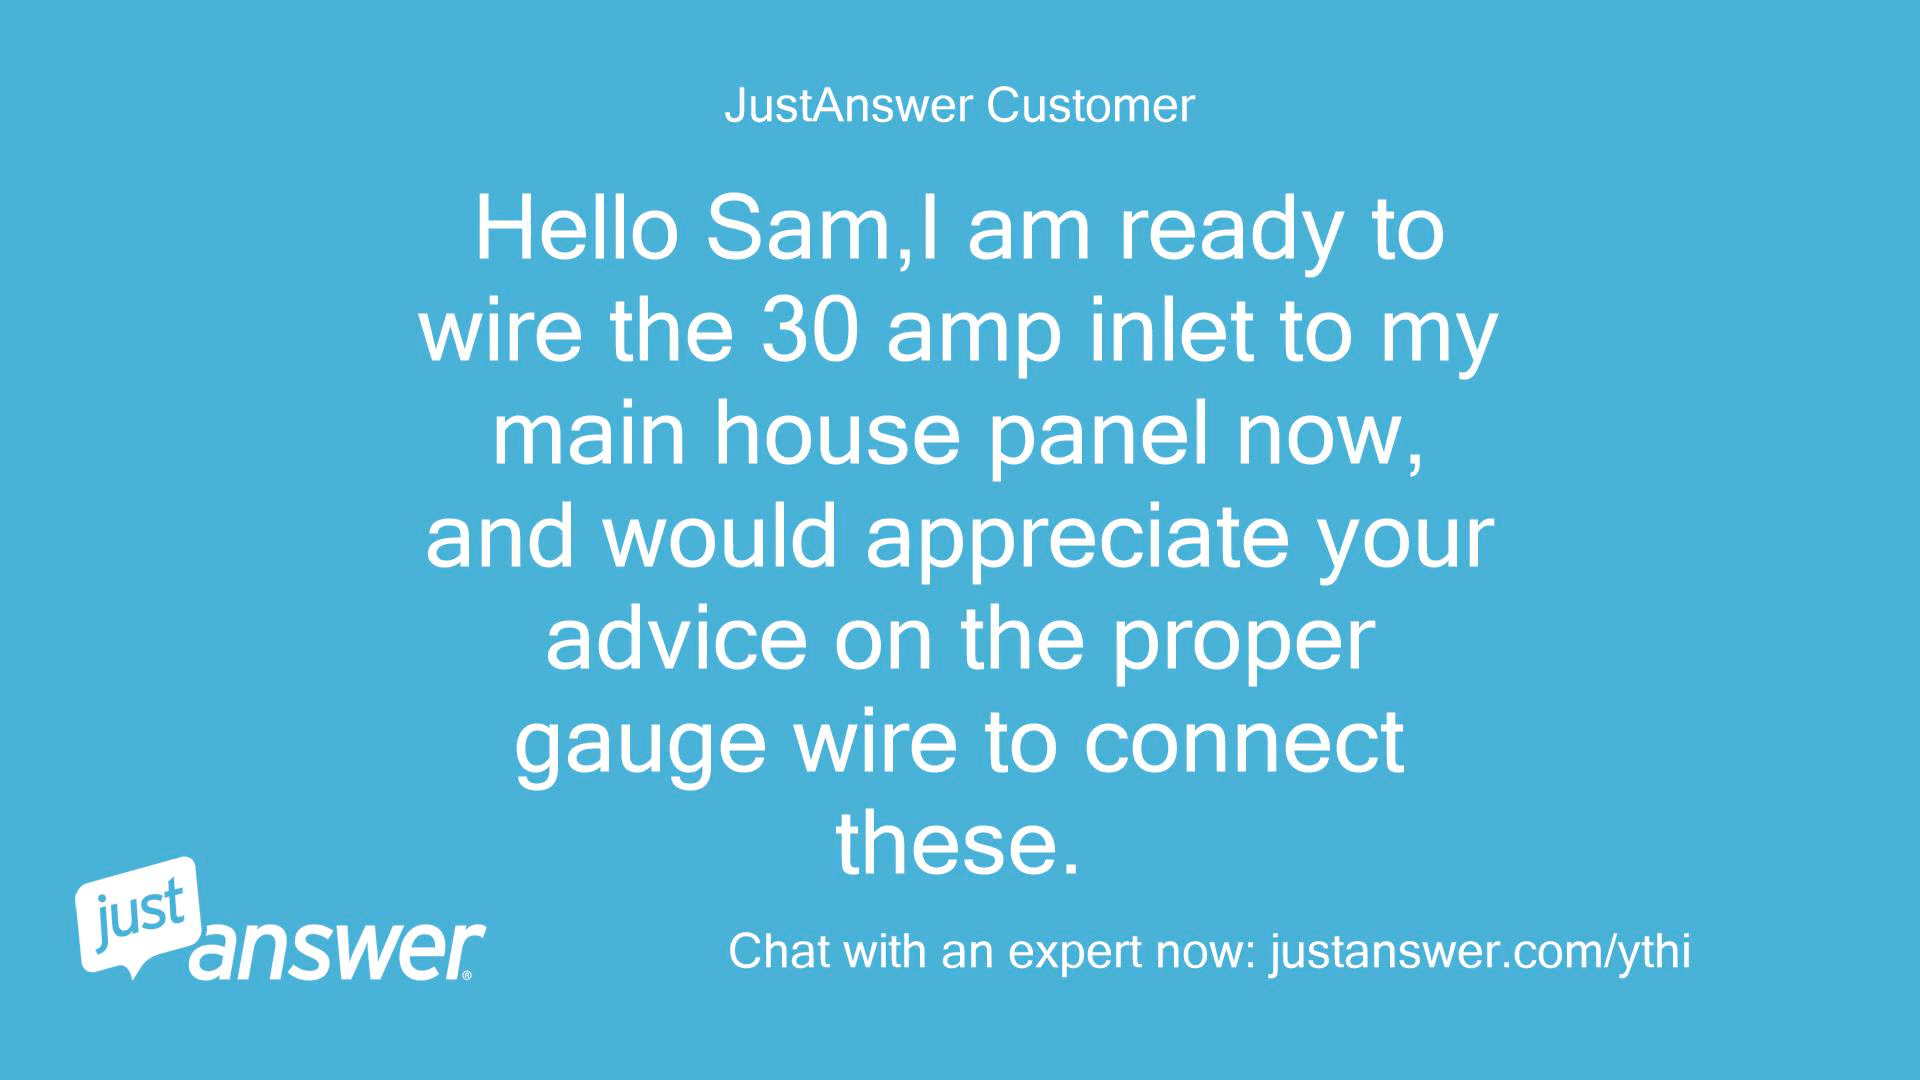 JustAnswer Customer
Hello Sam,I am ready to
wire the 30 amp inlet to my
main house panel now,
and would appreciate your
advice on the proper
gauge wire to connect
these.
just
answer®
Chat with an expert now: justanswer.com/ythi